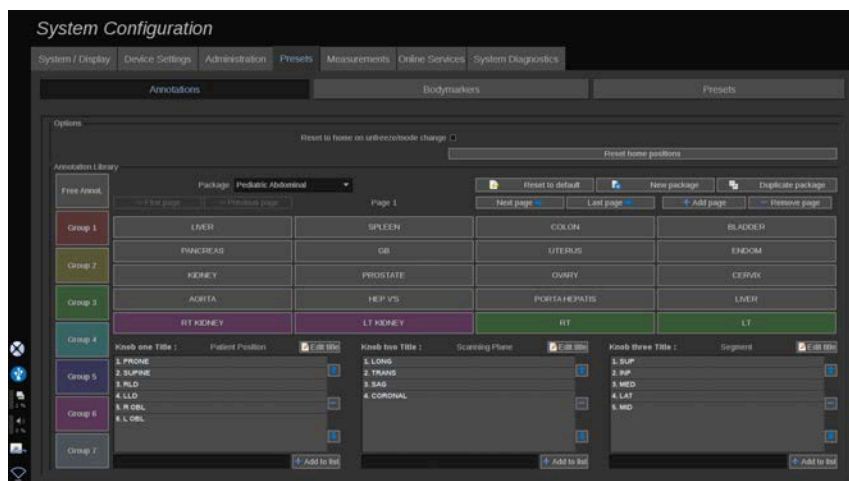 System Configuration
System / Display Device Settings Administration Presets Measurements Online Services System Diagnostics
Annotations Bodymarkers Presets
Options
Reset to home on unfreeze/mode change
Reset home positions
Annotation Library
Free Annot. Package Pediatric Abdominal Reset to default New package Duplicate package
First page Previous page Page 1 Next page Last page Add page Remove page
Group 1 LIVER SPLEEN COLON BLADDER
PANCREAS GB UTERUS ENDOM
Group 2
KIDNEY PROSTATE OVARY CERVIX
Group 3 AORTA HEP V'S PORTA HEPATIS LIVER
RT KIDNEY LT KIDNEY RT LT
Group 4
Knob one Title : Patient Position Edit title Knob two Title : Scanning Plane Edit title Knob three Title : Segment Edit title
1. PRONE 1. LONG 1. SUP
2. SUPINE 2. TRANS 2. INF
Group 5 3. RLD 3. SAG 3. MED
4. LLD 4. CORONAL 4. LAT
5. R OBL 5. MID
Group 6 6. L OBL
Group 7
Add to list Add to list Add to list